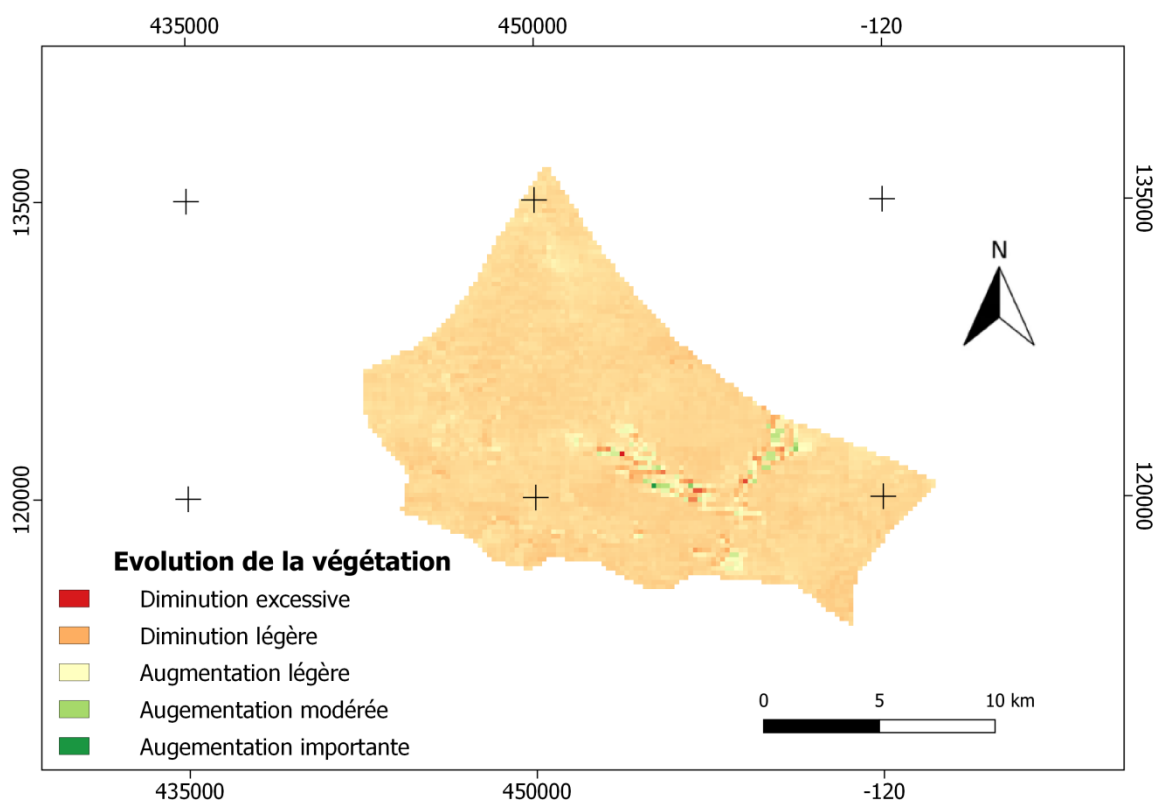 435000 450000 -120
135000
135000
N
120000
120000
Evolution de la végétation
Diminution excessive
Diminution légère
Augmentation légère
Augementation modérée
Augementation importante
0 5 10 km
435000 450000 -120